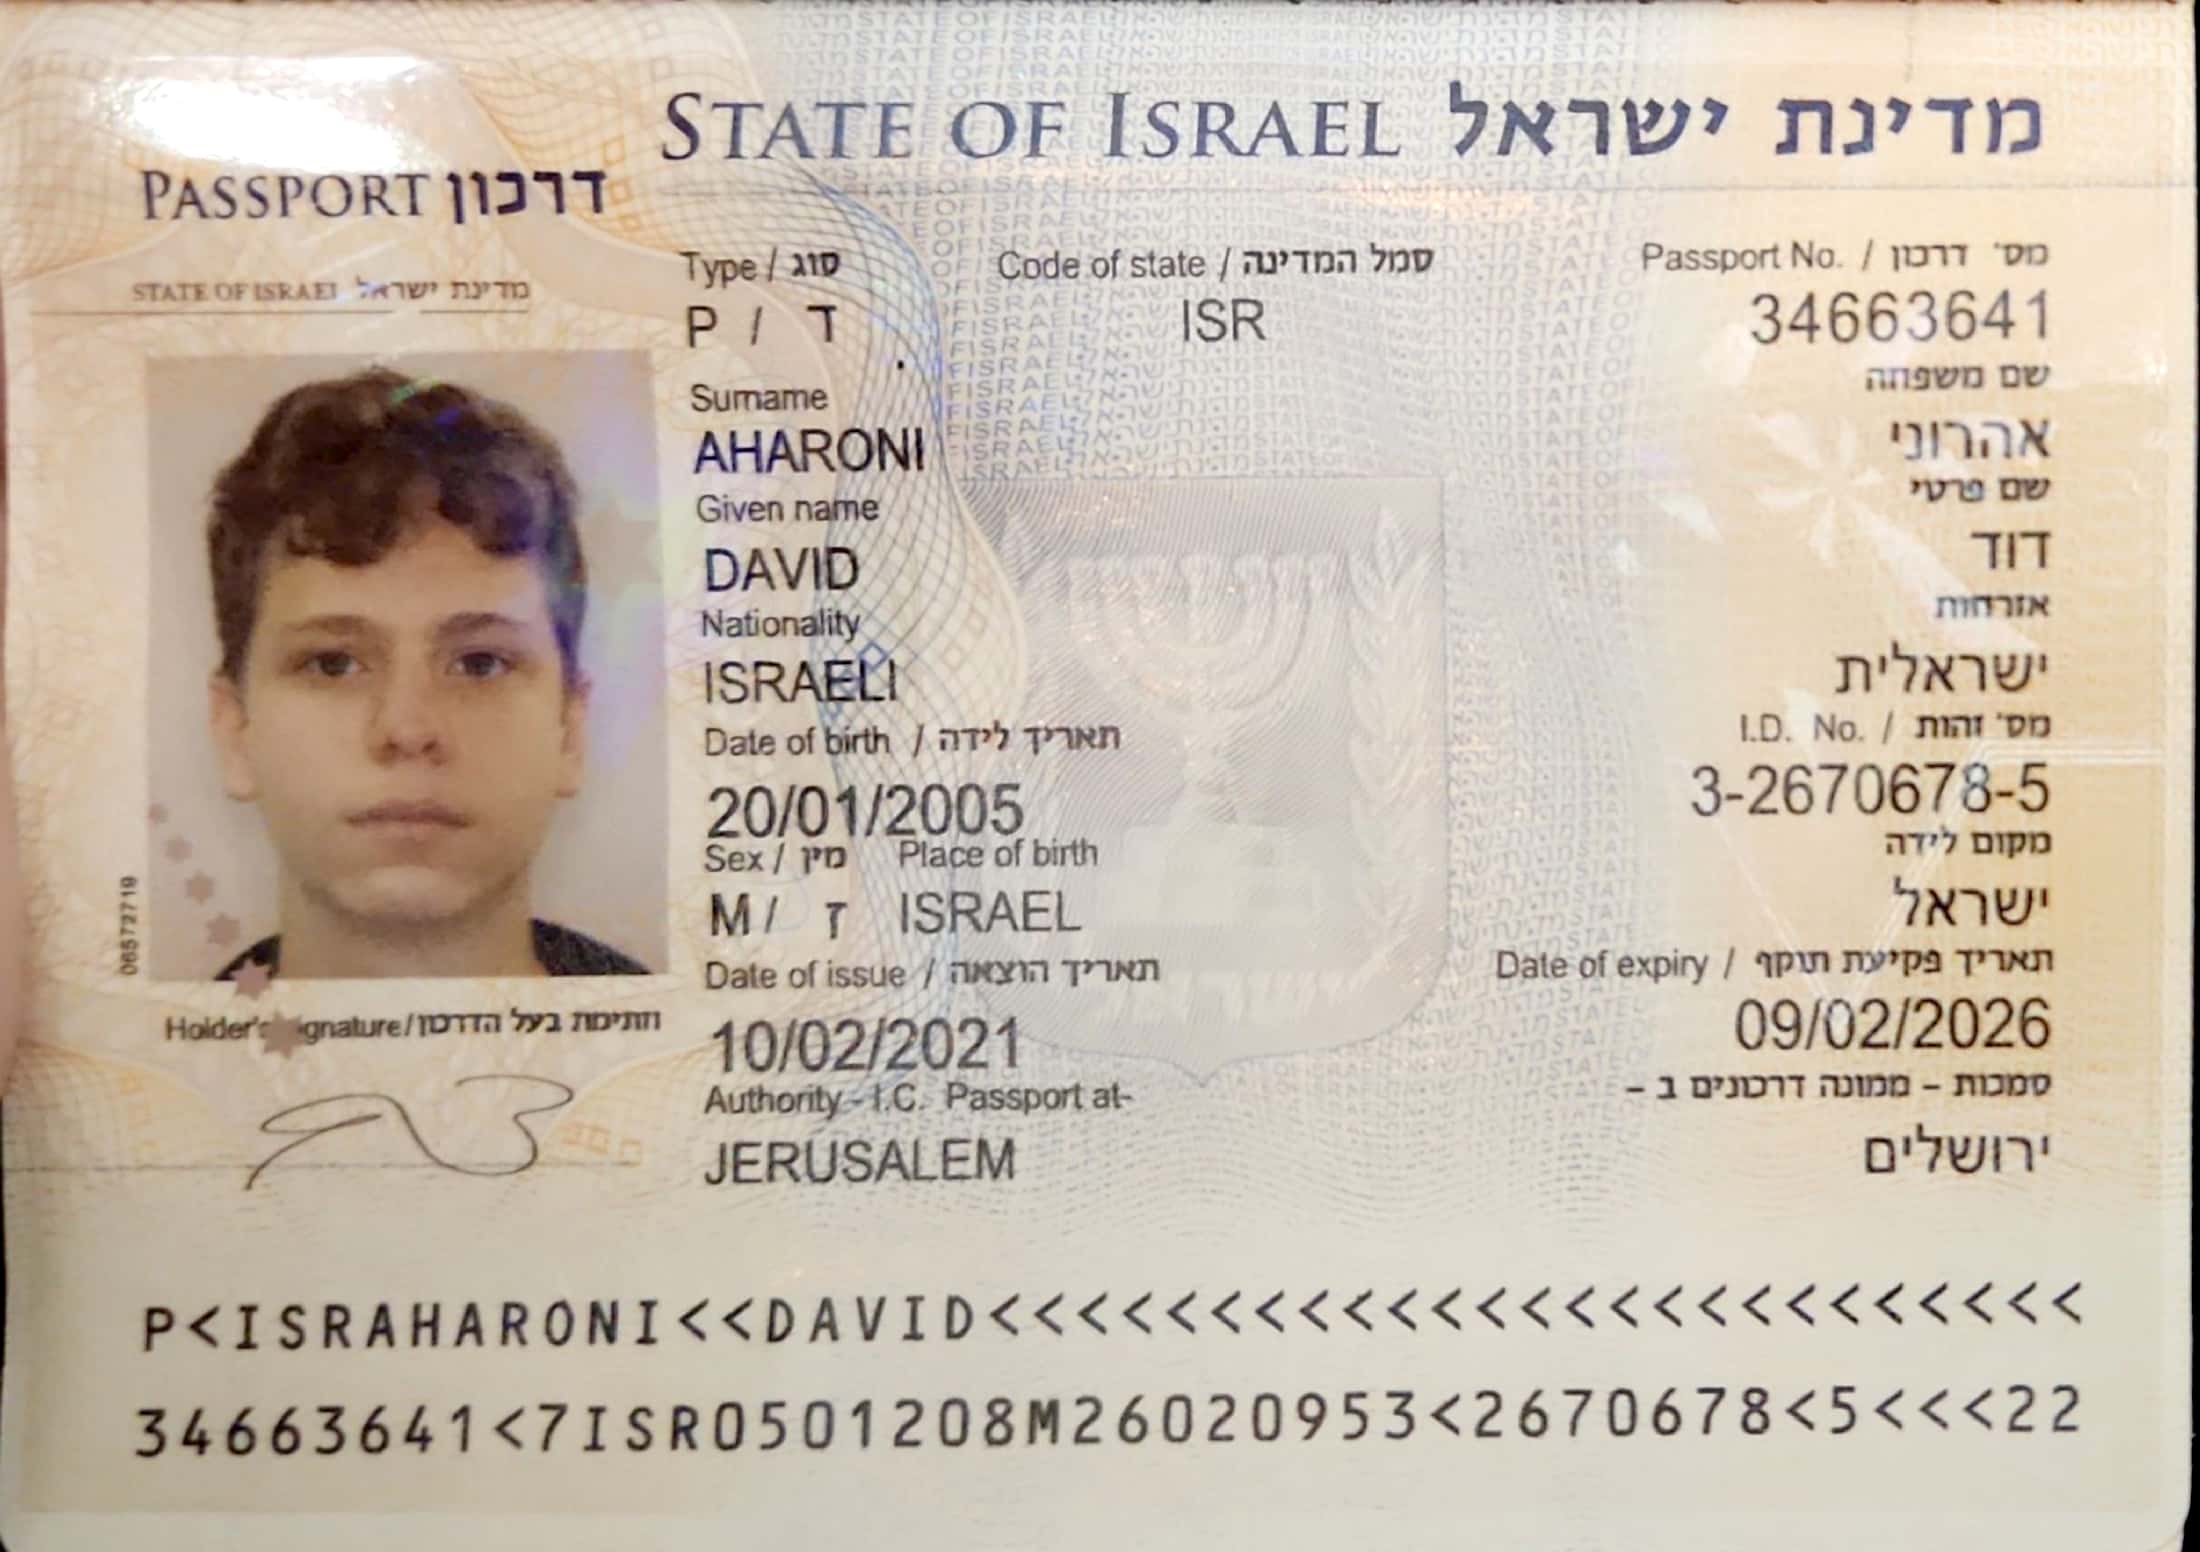 STATE OF ISRAEL מדינת ישראל
PASSPORT דרכון
STATE OF ISRAEL מדינת ישראל
Type / סוג
Code of state / סמל המדינה
Passport No. / מס׳ דרכון
P / ד
ISR
34663641
Surname
שם משפחה
AHARONI
אהרוני
Given name
שם פרטי
DAVID
דוד
Nationality
אזרחות
ISRAELI
ישראלית
Date of birth / תאריך לידה
I.D. No. / מס׳ זהות
20/01/2005
3-2670678-5
Sex / מין Place of birth
מקום לידה
M / ז ISRAEL
ישראל
Date of issue / תאריך הוצאה
Date of expiry / תאריך פקיעת תוקף
10/02/2021
09/02/2026
Authority - I.C. Passport at-
סמכות - ממונה דרכונים ב -
JERUSALEM
ירושלים
06572719
Holder's signature/חתימת בעל הדרכון
P<ISRAHARONI<<DAVID<<<<<<<<<<<<<<<<<<<<<<<<<
34663641<7ISR0501208M26020953<2670678<5<<<22